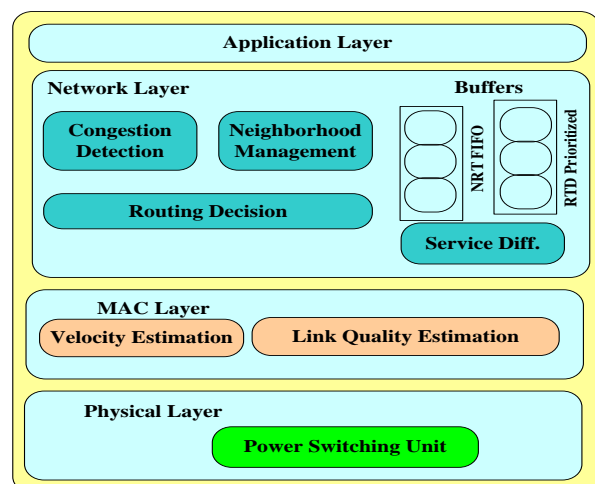 Application Layer
Network Layer
Buffers
Congestion
Detection
Neighborhood
Management
NRT FIFO
RTD Prioritized
Routing Decision
Service Diff.
MAC Layer
Velocity Estimation
Link Quality Estimation
Physical Layer
Power Switching Unit